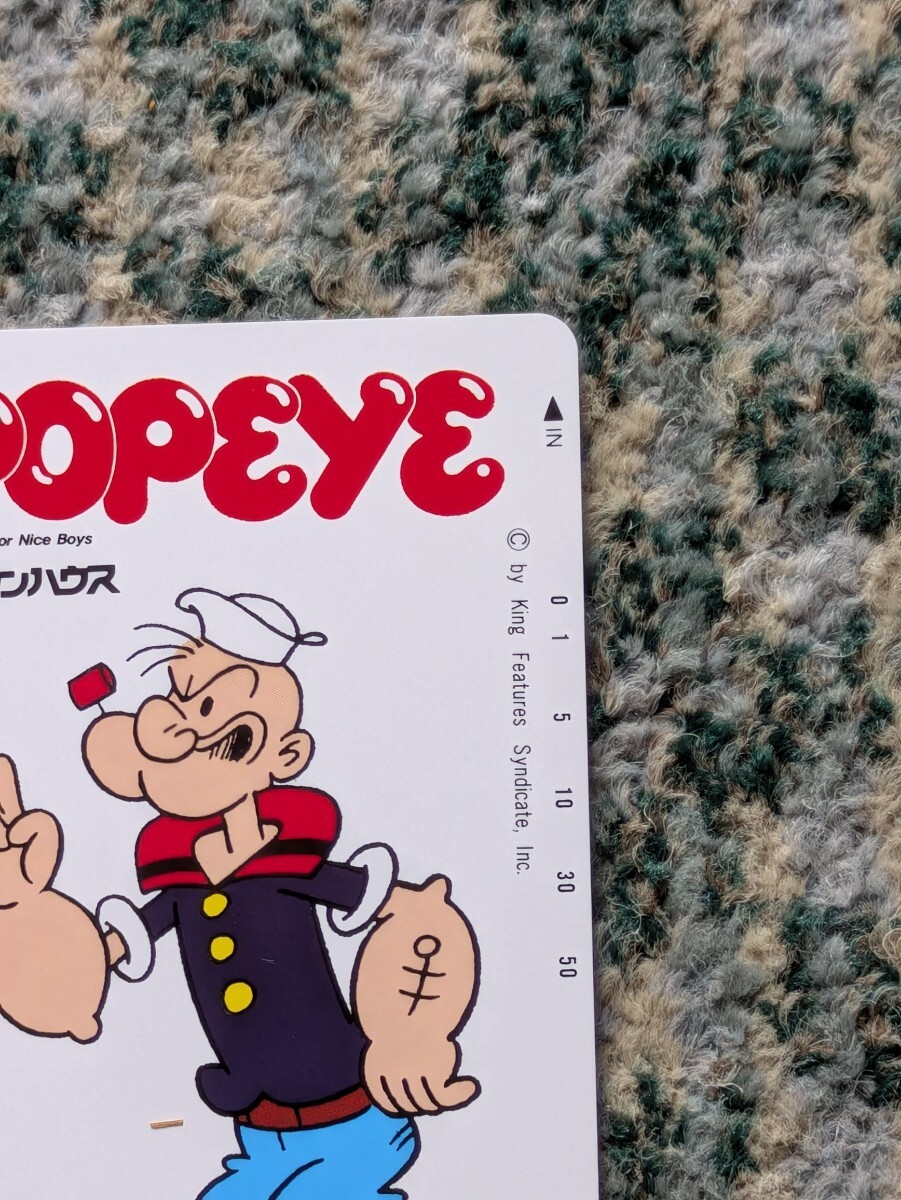 POPEYE
or Nice Boys
ンハウス
◀IN
© by King Features Syndicate, Inc.
0 1 5 10 30 50